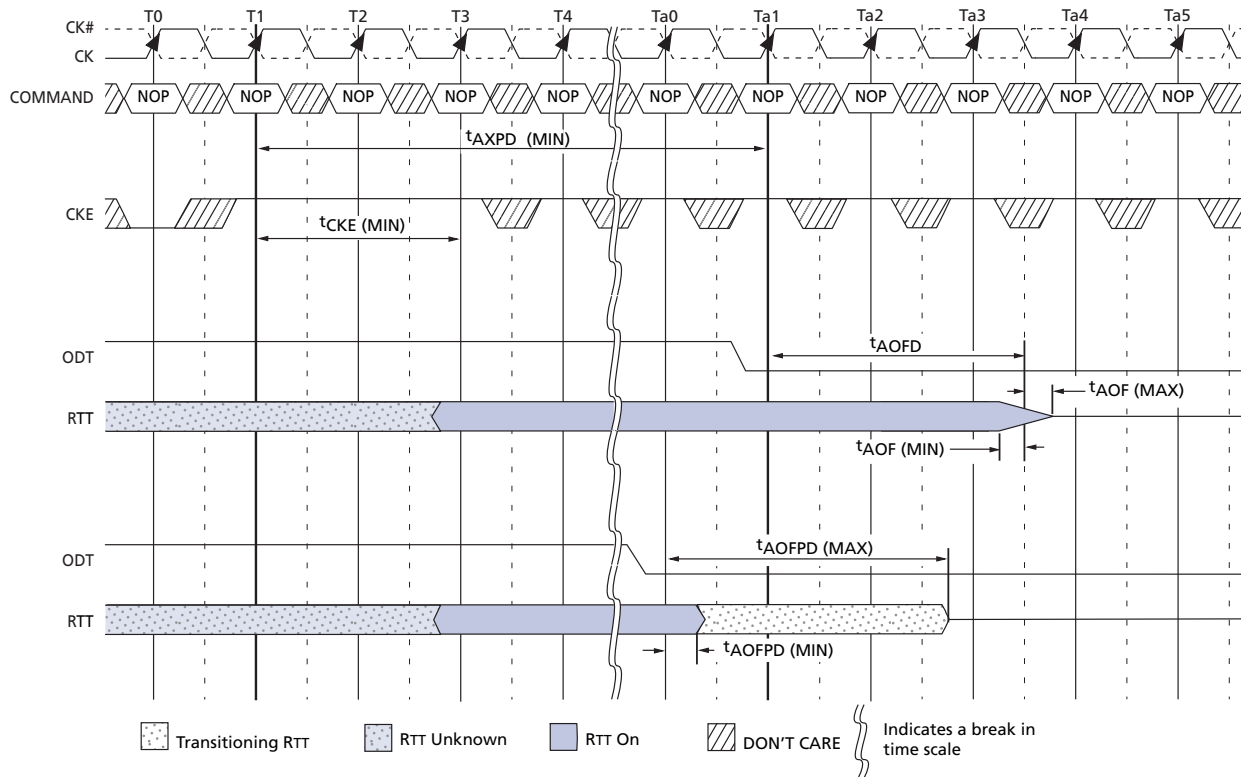 T0 T1 T2 T3 T4 Ta0 Ta1 Ta2 Ta3 Ta4 Ta5
CK#
CK
COMMAND NOP NOP NOP NOP NOP NOP NOP NOP NOP NOP NOP
tAXPD (MIN)
CKE
tCKE (MIN)
ODT
tAOFD
tAOF (MAX)
RTT
tAOF (MIN)
ODT
tAOFPD (MAX)
RTT
tAOFPD (MIN)
Transitioning RTT
RTT Unknown
RTT On
DON'T CARE
Indicates a break in
time scale